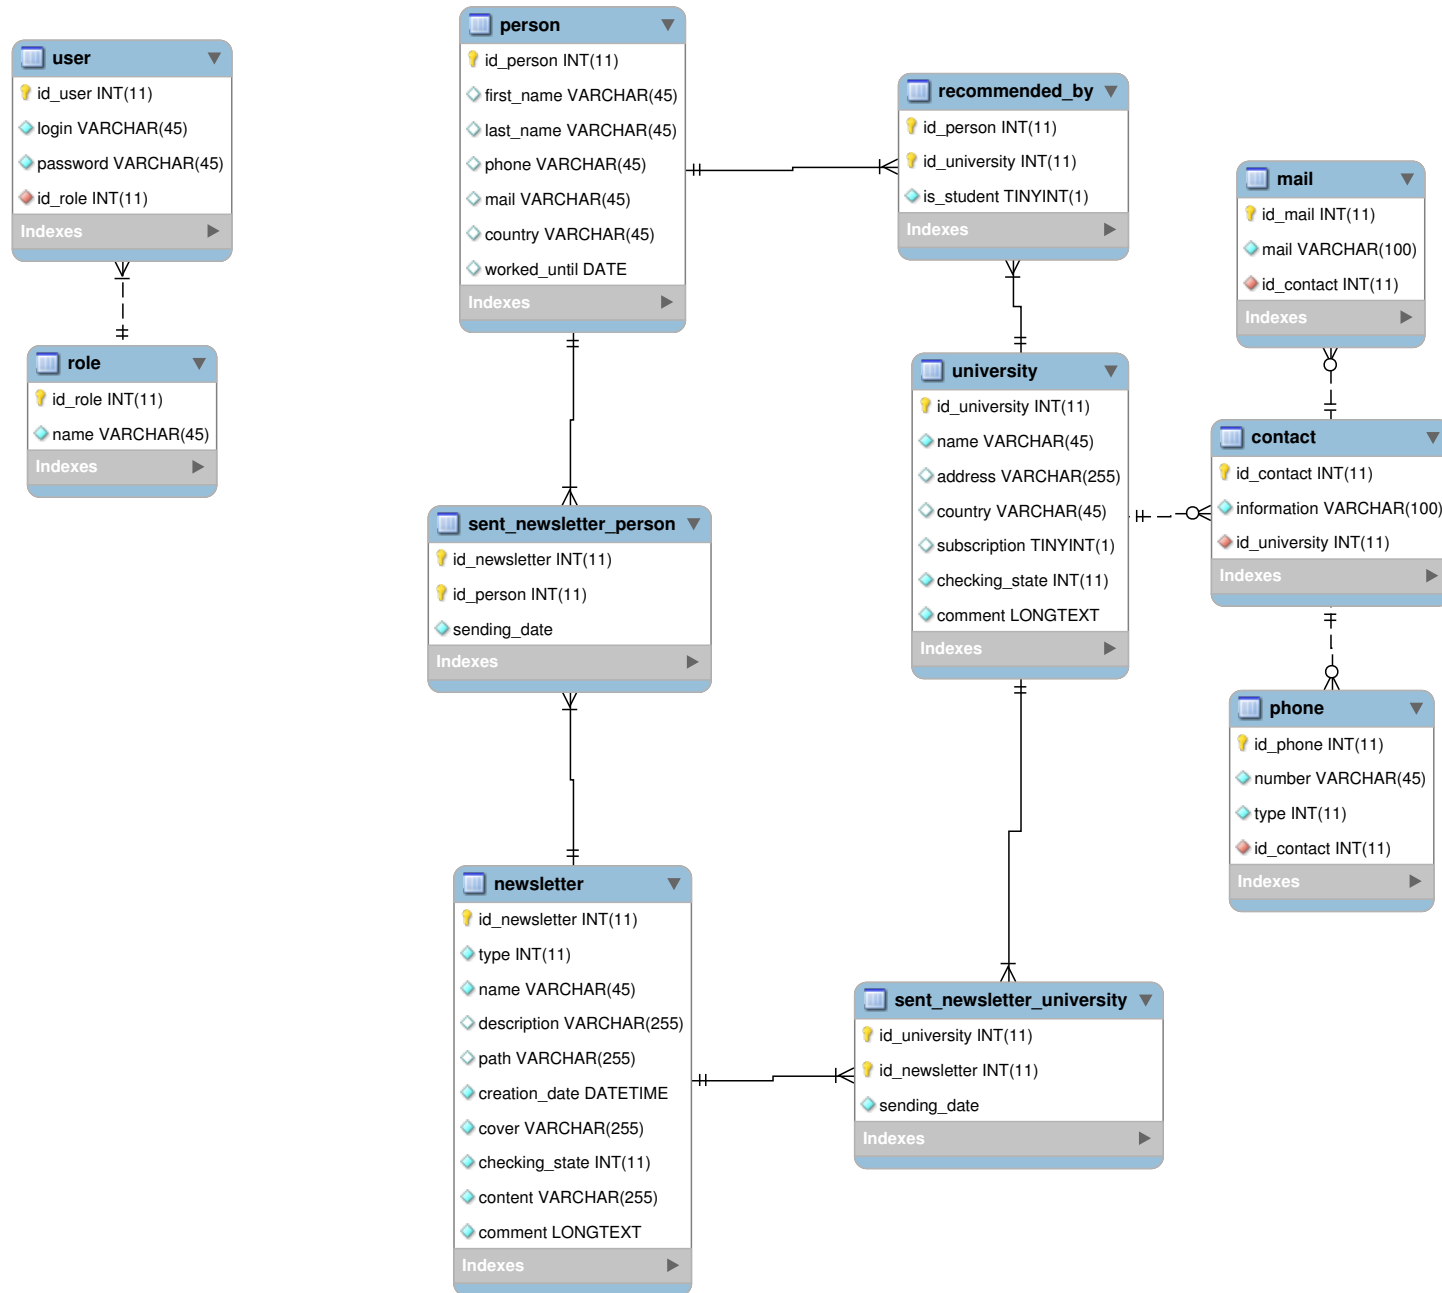 user
id_user INT(11)
login VARCHAR(45)
password VARCHAR(45)
id_role INT(11)
Indexes
role
id_role INT(11)
name VARCHAR(45)
Indexes
person
id_person INT(11)
first_name VARCHAR(45)
last_name VARCHAR(45)
phone VARCHAR(45)
mail VARCHAR(45)
country VARCHAR(45)
worked_until DATE
Indexes
sent_newsletter_person
id_newsletter INT(11)
id_person INT(11)
sending_date
Indexes
newsletter
id_newsletter INT(11)
type INT(11)
name VARCHAR(45)
description VARCHAR(255)
path VARCHAR(255)
creation_date DATETIME
cover VARCHAR(255)
checking_state INT(11)
content VARCHAR(255)
comment LONGTEXT
Indexes
recommended_by
id_person INT(11)
id_university INT(11)
is_student TINYINT(1)
Indexes
university
id_university INT(11)
name VARCHAR(45)
address VARCHAR(255)
country VARCHAR(45)
subscription TINYINT(1)
checking_state INT(11)
comment LONGTEXT
Indexes
sent_newsletter_university
id_university INT(11)
id_newsletter INT(11)
sending_date
Indexes
mail
id_mail INT(11)
mail VARCHAR(100)
id_contact INT(11)
Indexes
contact
id_contact INT(11)
information VARCHAR(100)
id_university INT(11)
Indexes
phone
id_phone INT(11)
number VARCHAR(45)
type INT(11)
id_contact INT(11)
Indexes